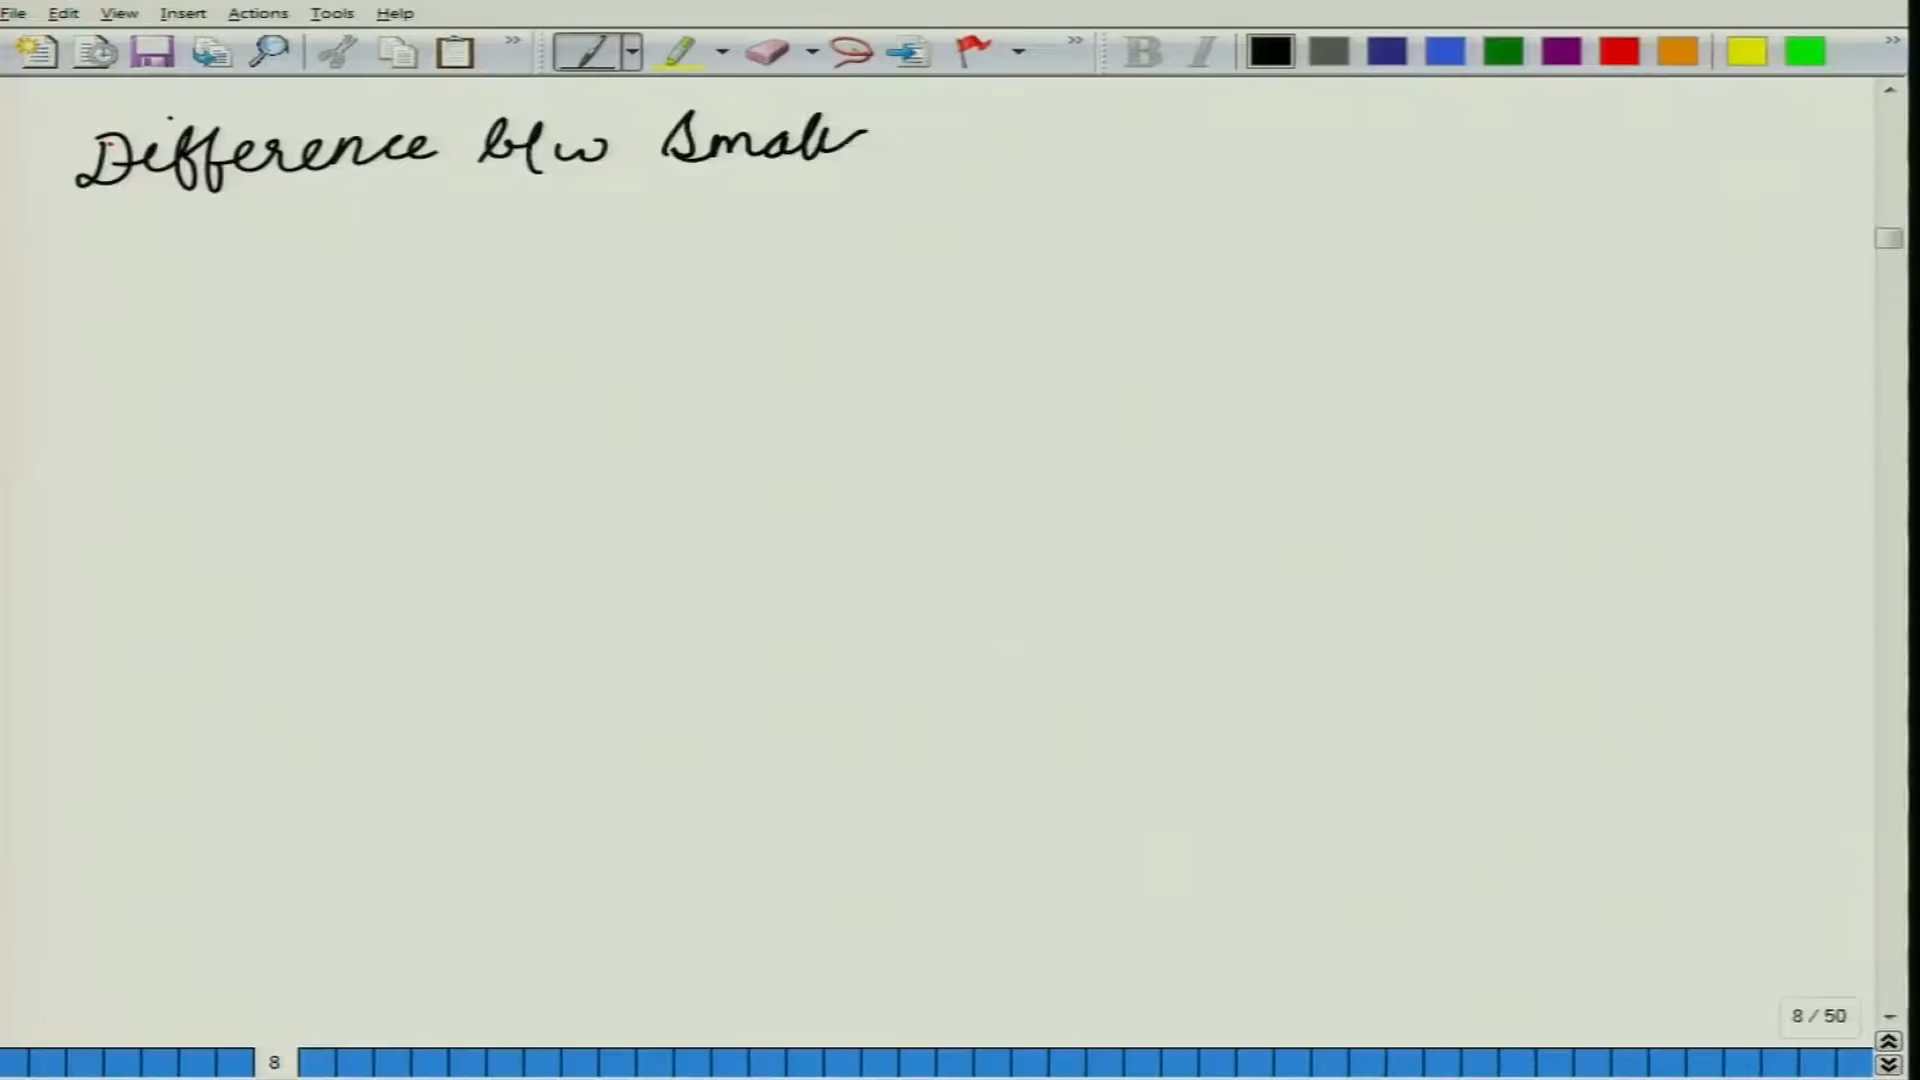 File Edit View Insert Actions Tools Help
B I
Difference b/w Small
8 / 50
8